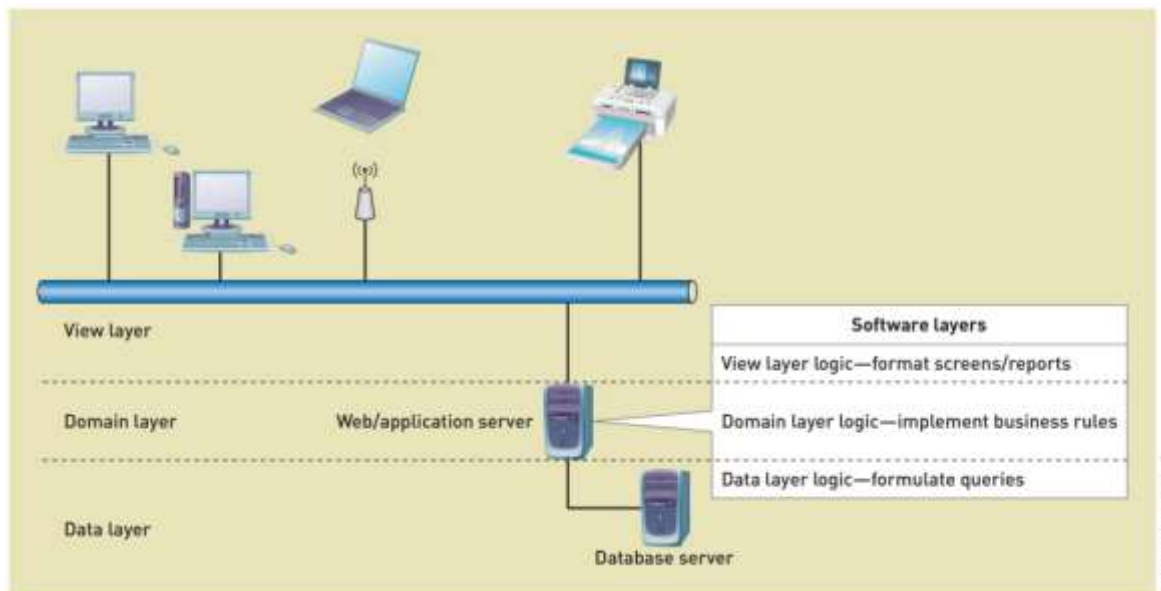 View layer
Software layers
View layer logic—format screens/reports
Domain layer
Web/application server
Domain layer logic—implement business rules
Data layer logic—formulate queries
Data layer
Database server